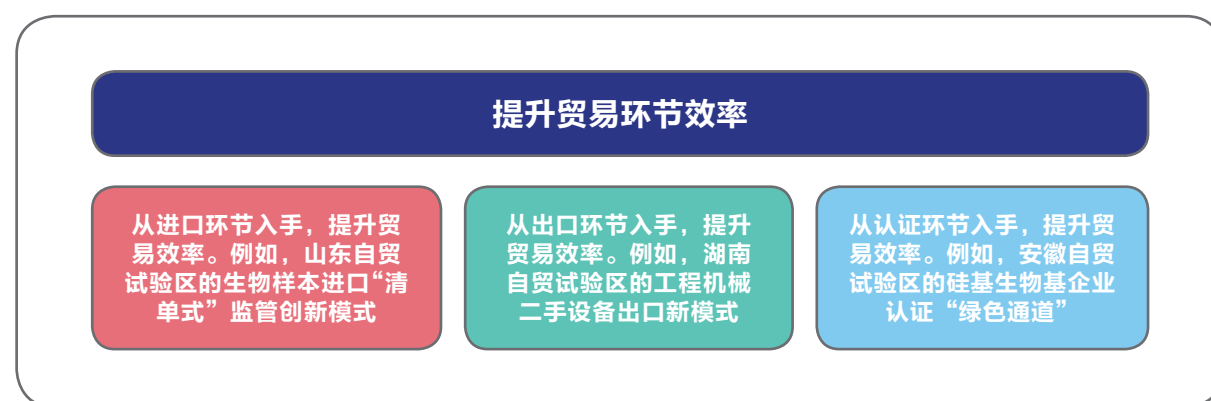 提升贸易环节效率
从进口环节入手，提升贸
易效率。例如，山东自贸
试验区的生物样本进口“清
单式”监管创新模式
从出口环节入手，提升
贸易效率。例如，湖南
自贸试验区的工程机械
二手设备出口新模式
从认证环节入手，提升贸
易效率。例如，安徽自贸
试验区的硅基生物基企业
认证“绿色通道”